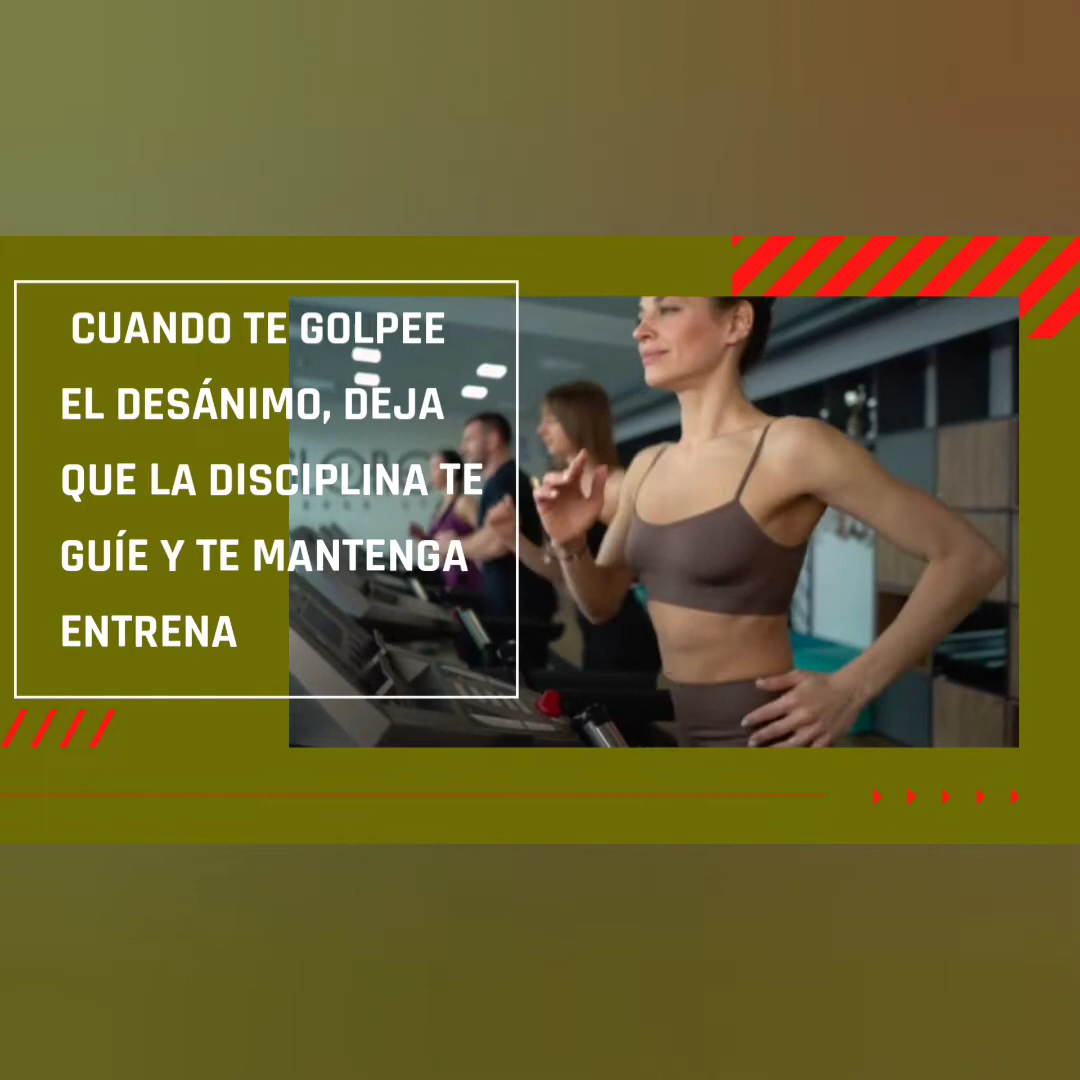 CUANDO TE GOLPEE
EL DESÁNIMO, DEJA
QUE LA DISCIPLINA TE
GUÍE Y TE MANTENGA
ENTRENA